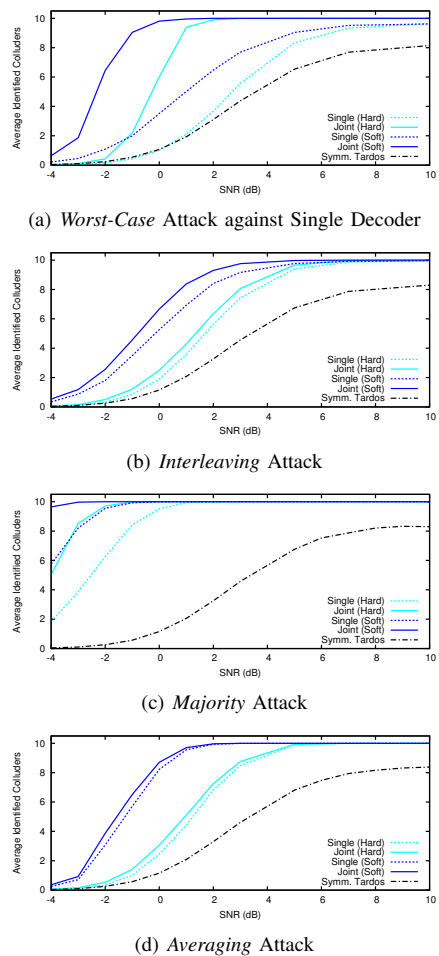 10
8
6
4
2
0
Average Identified Colluders
Single (Hard)
Joint (Hard)
Single (Soft)
Joint (Soft)
Symm. Tardos
-4 -2 0 2 4 6 8 10
SNR (dB)
(a) Worst-Case Attack against Single Decoder
10
8
6
4
2
0
Average Identified Colluders
Single (Hard)
Joint (Hard)
Single (Soft)
Joint (Soft)
Symm. Tardos
-4 -2 0 2 4 6 8 10
SNR (dB)
(b) Interleaving Attack
10
8
6
4
2
0
Average Identified Colluders
Single (Hard)
Joint (Hard)
Single (Soft)
Joint (Soft)
Symm. Tardos
-4 -2 0 2 4 6 8 10
SNR (dB)
(c) Majority Attack
10
8
6
4
2
0
Average Identified Colluders
Single (Hard)
Joint (Hard)
Single (Soft)
Joint (Soft)
Symm. Tardos
-4 -2 0 2 4 6 8 10
SNR (dB)
(d) Averaging Attack